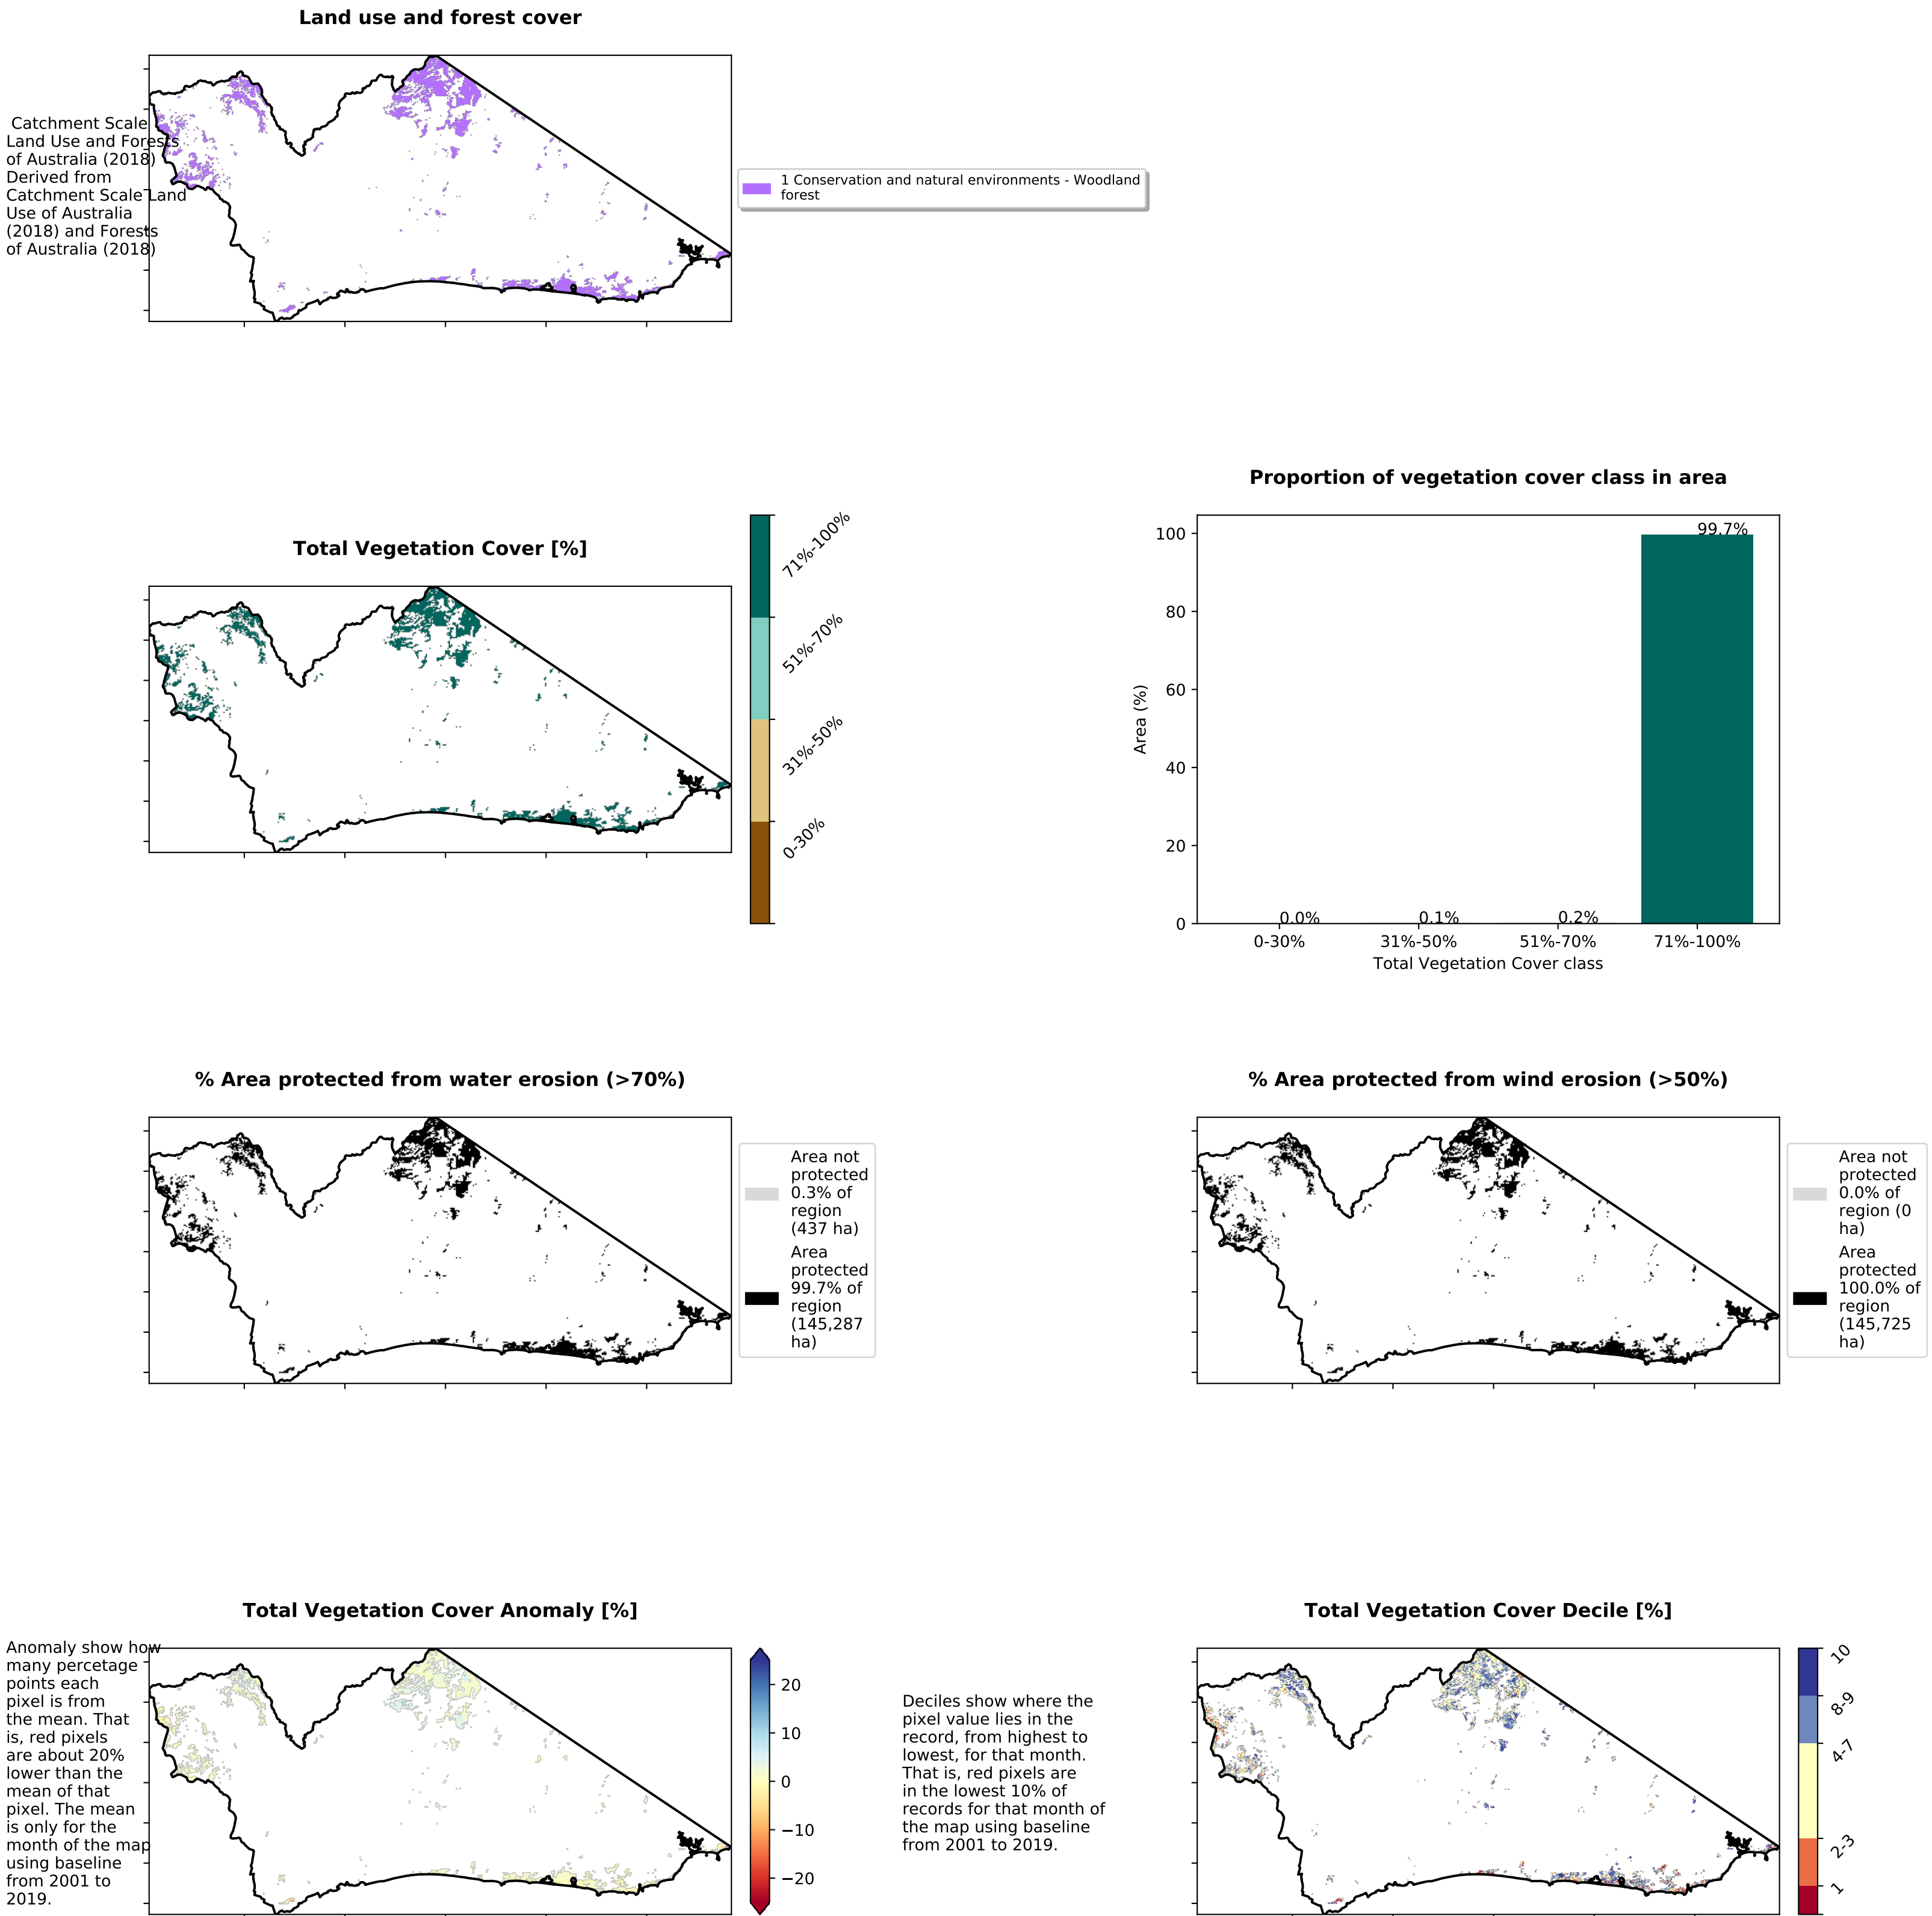 Land use and forest cover
Catchment Scale
Land Use and Forests
of Australia (2018)
Derived from
Catchment Scale Land
Use of Australia
(2018) and Forests
of Australia (2018)
1 Conservation and natural environments - Woodland
forest
Total Vegetation Cover [%]
71%-100%
51%-70%
31%-50%
0-30%
Proportion of vegetation cover class in area
100
80
60
40
20
0
Area (%)
0.0%
0.1%
0.2%
99.7%
0-30%
31%-50%
51%-70%
71%-100%
Total Vegetation Cover class
% Area protected from water erosion (>70%)
Area not
protected
0.3% of
region
(437 ha)
Area
protected
99.7% of
region
(145,287
ha)
% Area protected from wind erosion (>50%)
Area not
protected
0.0% of
region (0
ha)
Area
protected
100.0% of
region
(145,725
ha)
Total Vegetation Cover Anomaly [%]
Anomaly show how
many percetage
points each
pixel is from
the mean. That
is, red pixels
are about 20%
lower than the
mean of that
pixel. The mean
is only for the
month of the map
using baseline
from 2001 to
2019.
20
10
0
−10
−20
Deciles show where the
pixel value lies in the
record, from highest to
lowest, for that month.
That is, red pixels are
in the lowest 10% of
records for that month of
the map using baseline
from 2001 to 2019.
Total Vegetation Cover Decile [%]
10
8-9
4-7
2-3
1